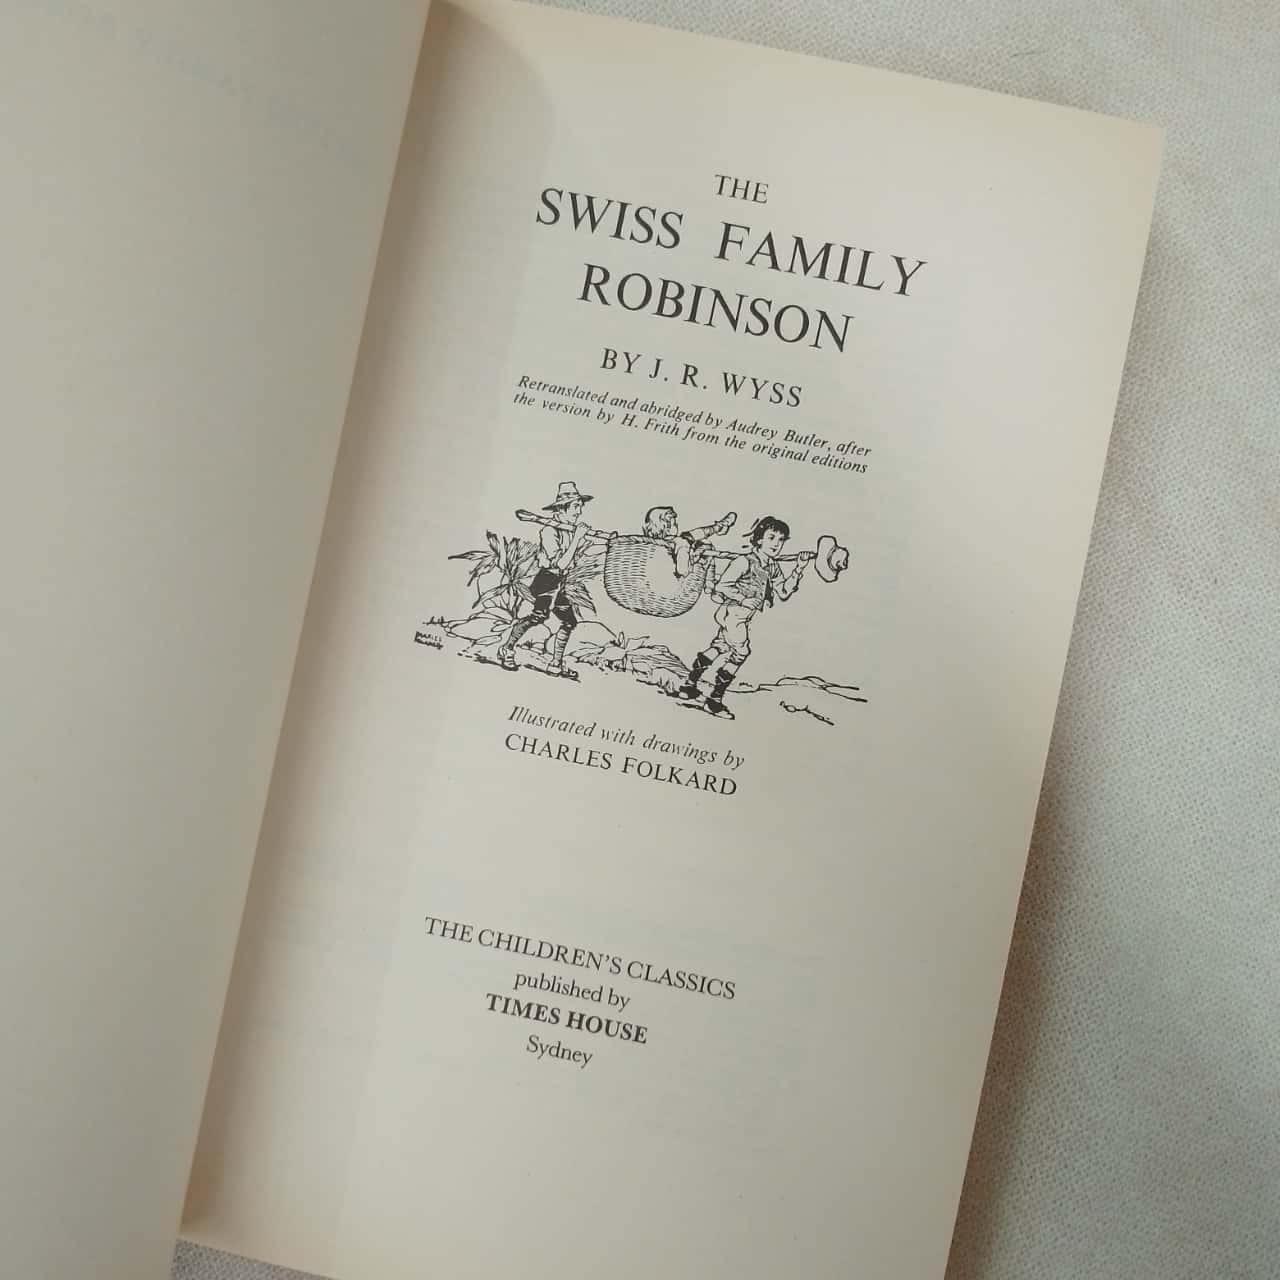 THE
SWISS FAMILY
ROBINSON
BY J. R. WYSS
Retranslated and abridged by Audrey Butler, after
the version by H. Frith from the original editions
Illustrated with drawings by
CHARLES FOLKARD
THE CHILDREN'S CLASSICS
published by
TIMES HOUSE
Sydney